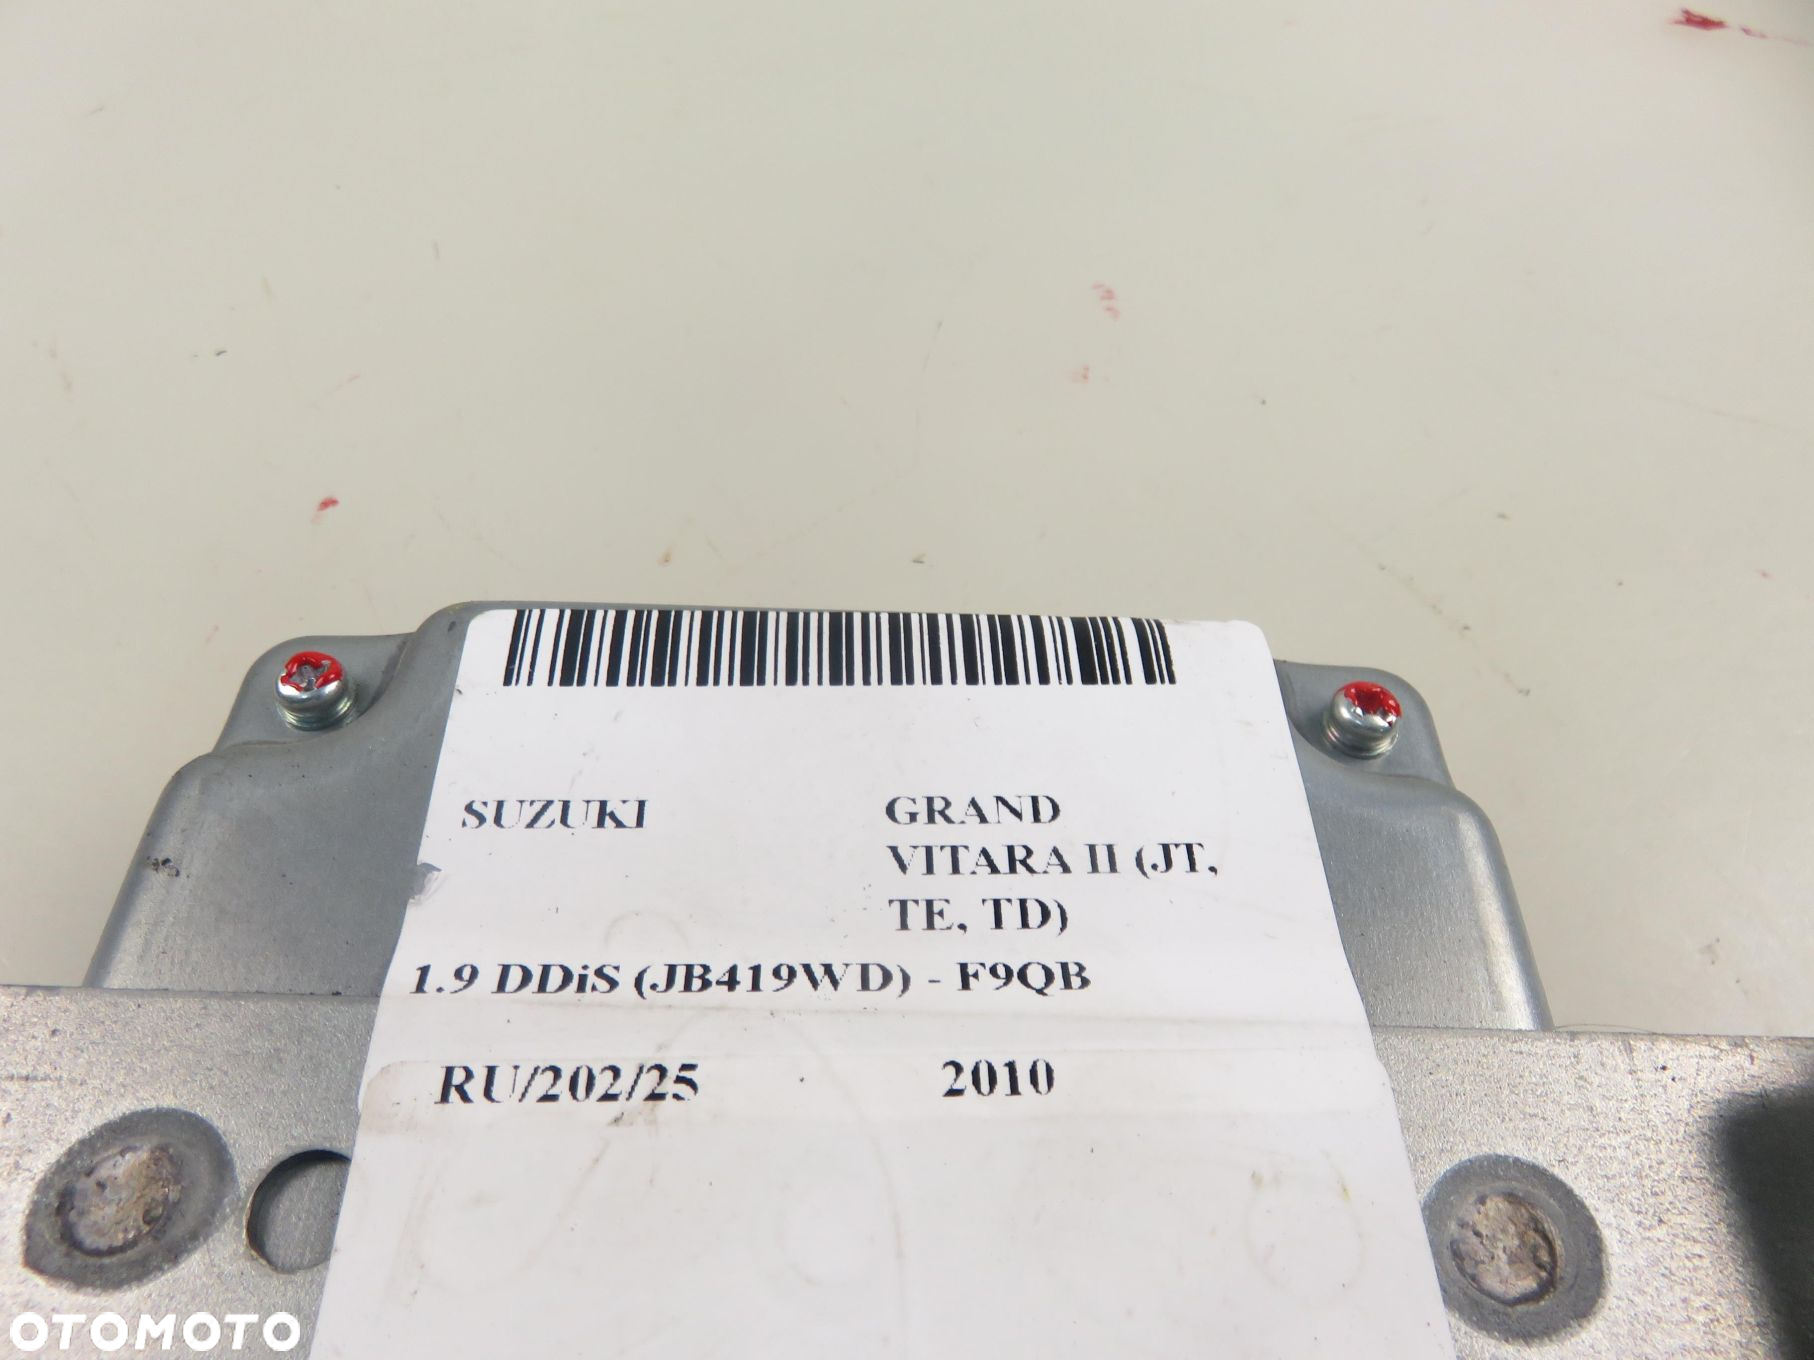 SUZUKI GRAND
VITARA II (JT,
TE, TD)
1.9 DDiS (JB419WD) - F9QB
RU/202/25 2010
OTOMOTO